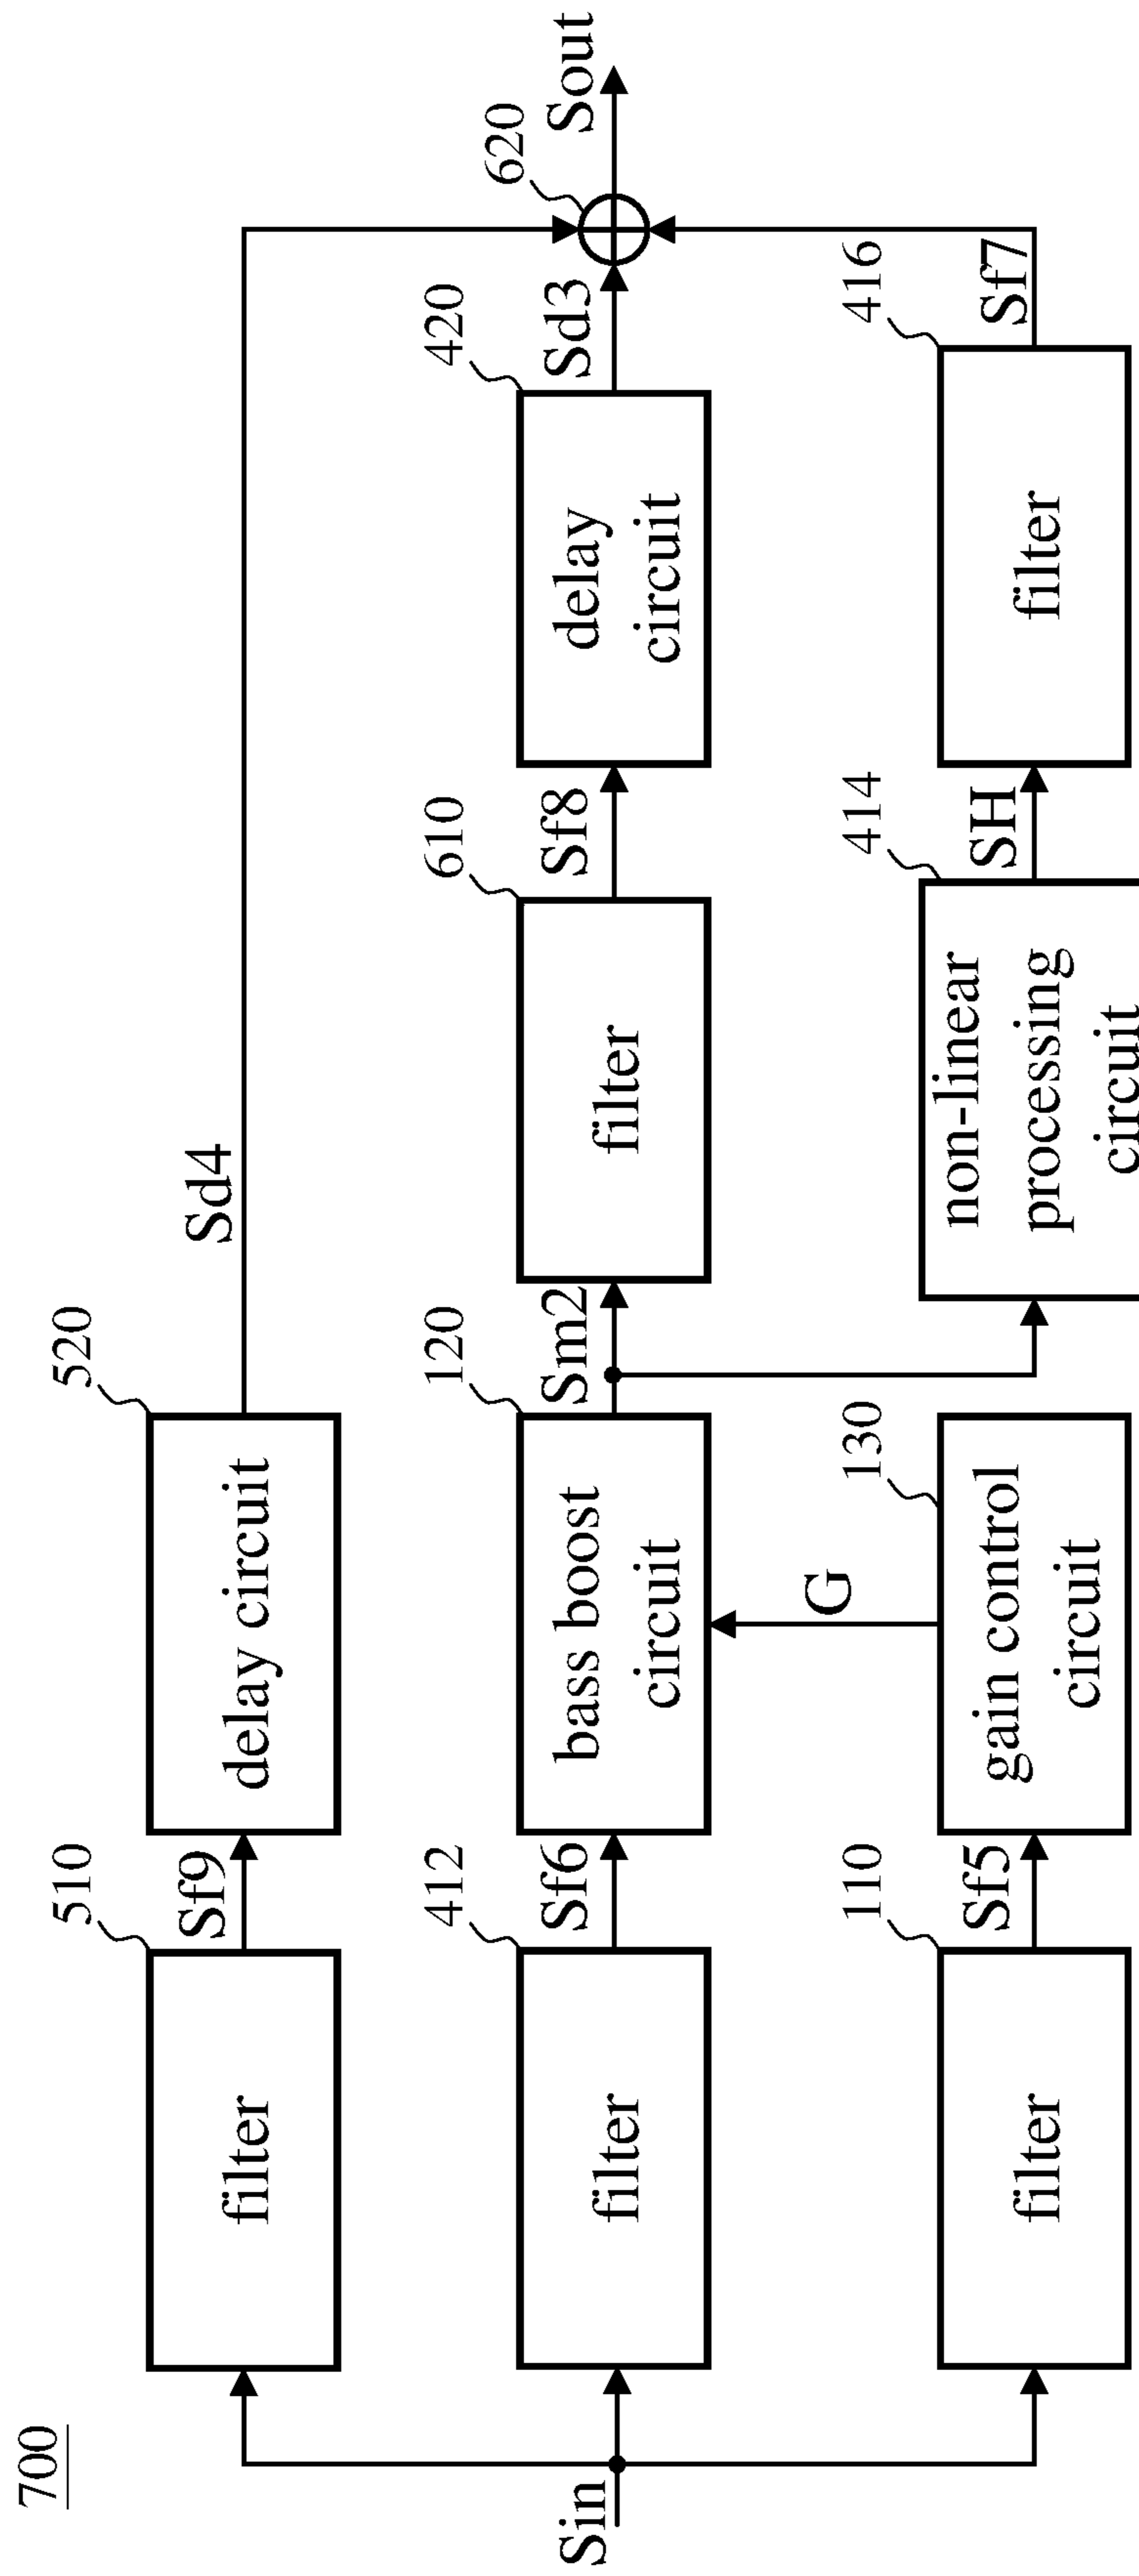 700
Sin
510
filter
Sf9
520
delay circuit
Sd4
412
filter
Sf6
120
bass boost
circuit
Sm2
610
filter
Sf8
420
delay
circuit
Sd3
620
Sout
110
filter
Sf5
130
gain control
circuit
G
414
non-linear
processing
circuit
SH
416
filter
Sf7